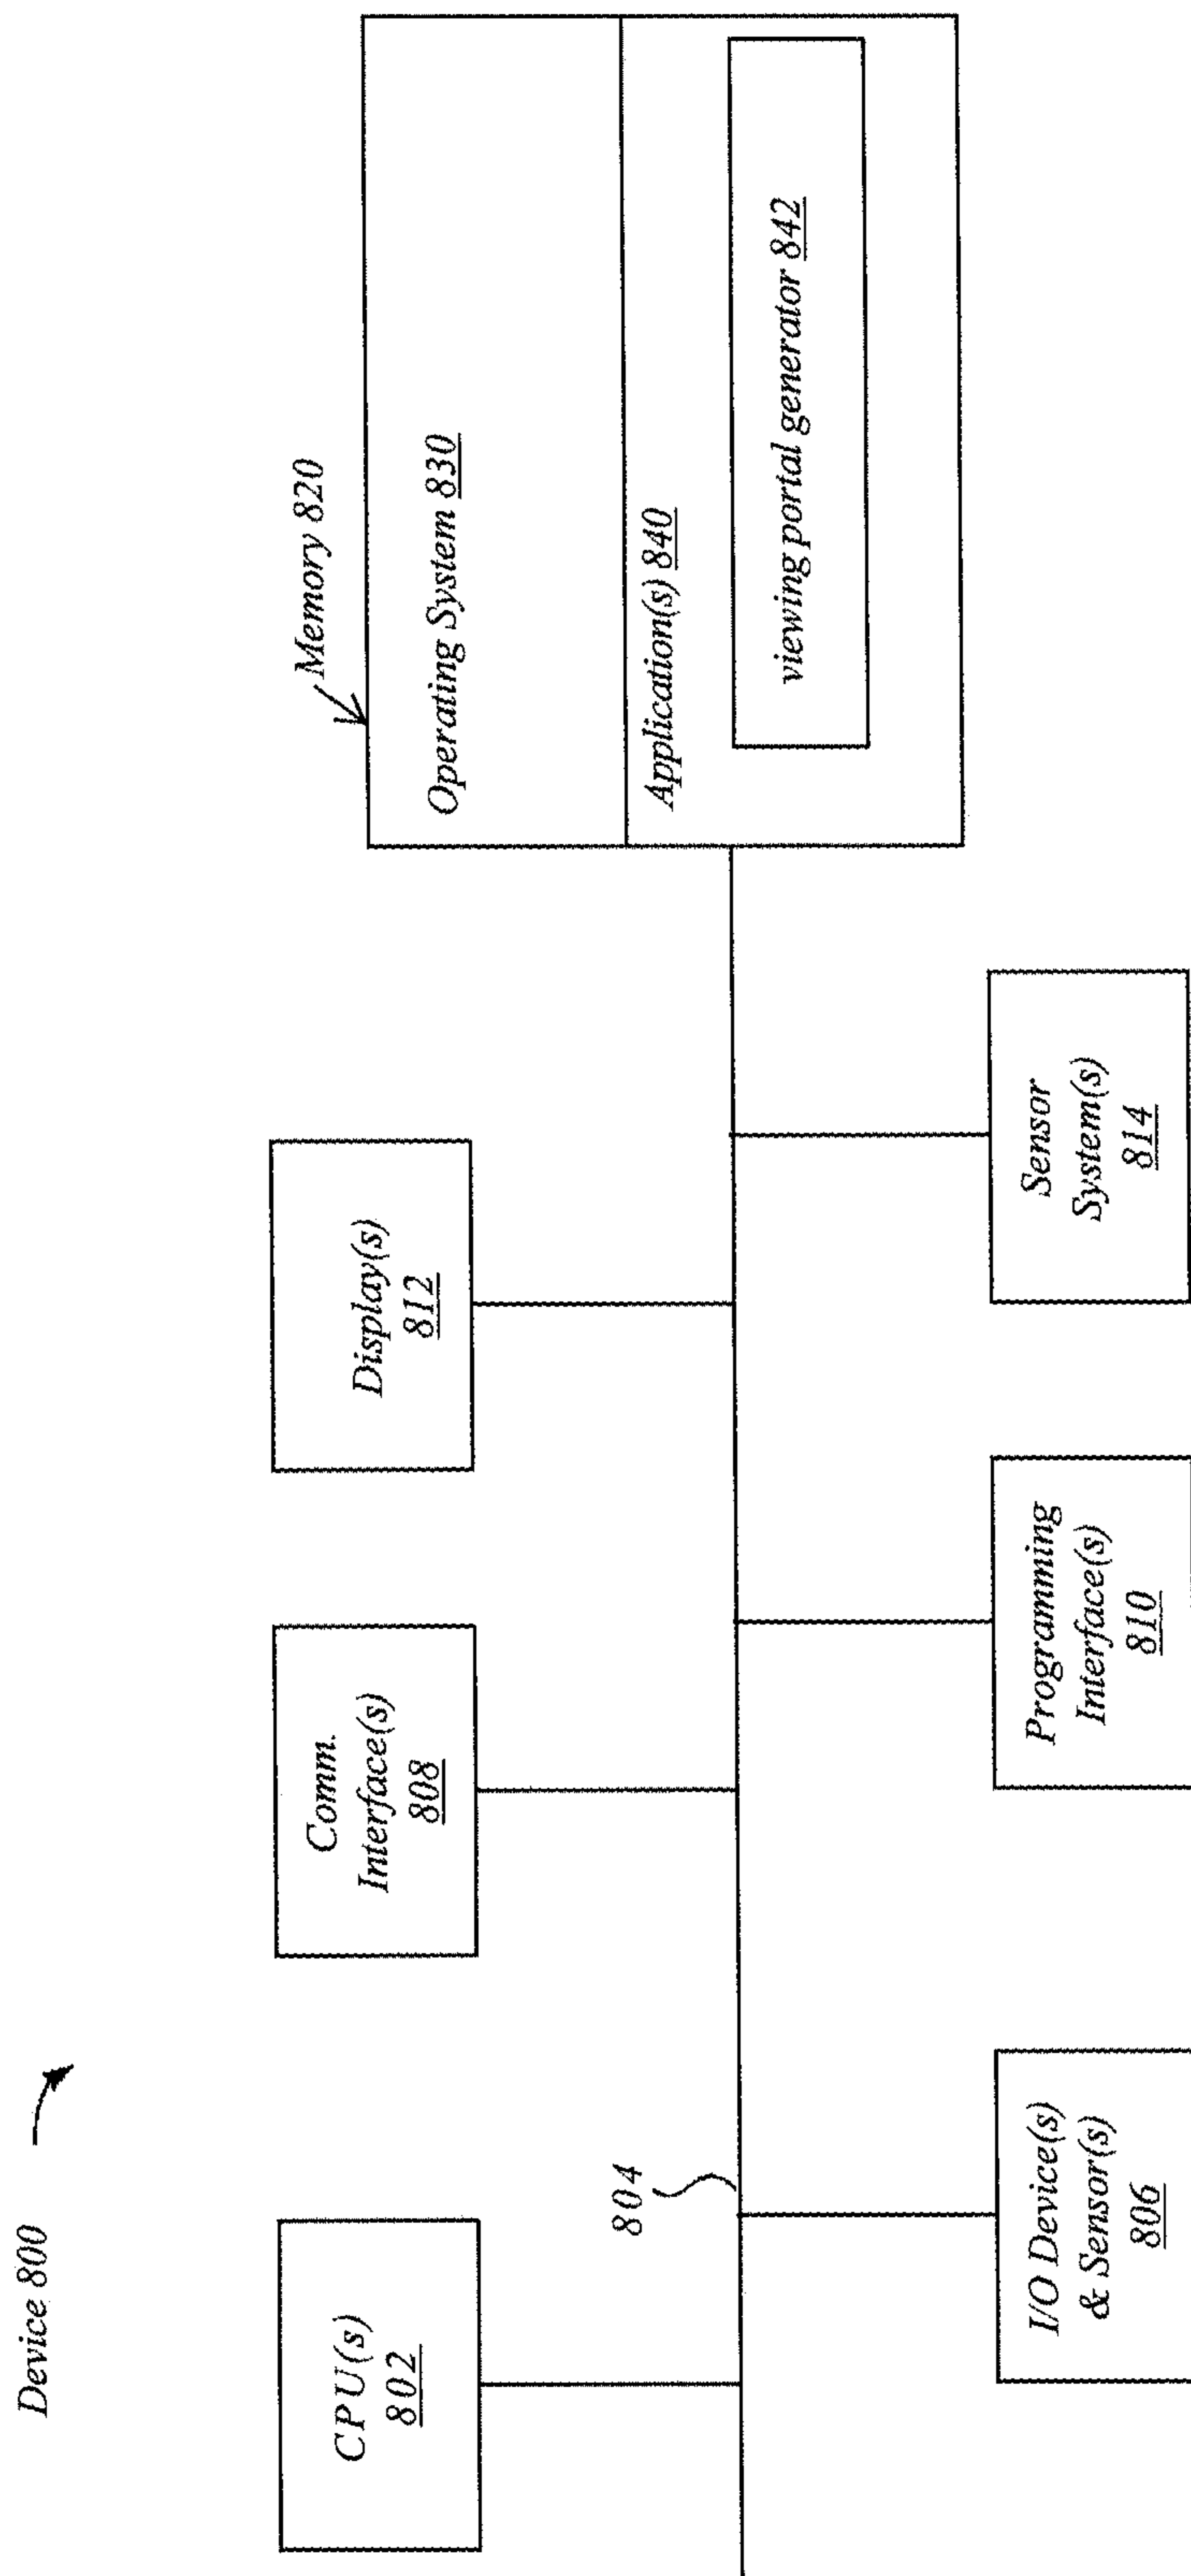 Device 800
CPU(s)
802
Comm.
Interface(s)
808
Display(s)
812
Memory 820
Operating System 830
Application(s) 840
viewing portal generator 842
804
I/O Device(s)
& Sensor(s)
806
Programming
Interface(s)
810
Sensor
System(s)
814